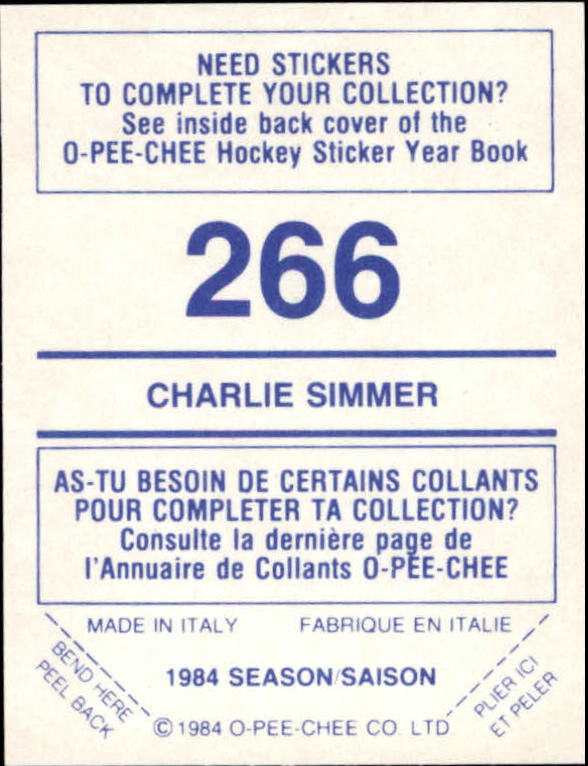 NEED STICKERS
TO COMPLETE YOUR COLLECTION?
See inside back cover of the
O-PEE-CHEE Hockey Sticker Year Book
266
CHARLIE SIMMER
AS-TU BESOIN DE CERTAINS COLLANTS
POUR COMPLETER TA COLLECTION?
Consulte la dernière page de
l'Annuaire de Collants O-PEE-CHEE
MADE IN ITALY FABRIQUE EN ITALIE
BEND HERE
PEEL BACK
1984 SEASON/SAISON
PLIER ICI
ET PELER
© 1984 O-PEE-CHEE CO. LTD.